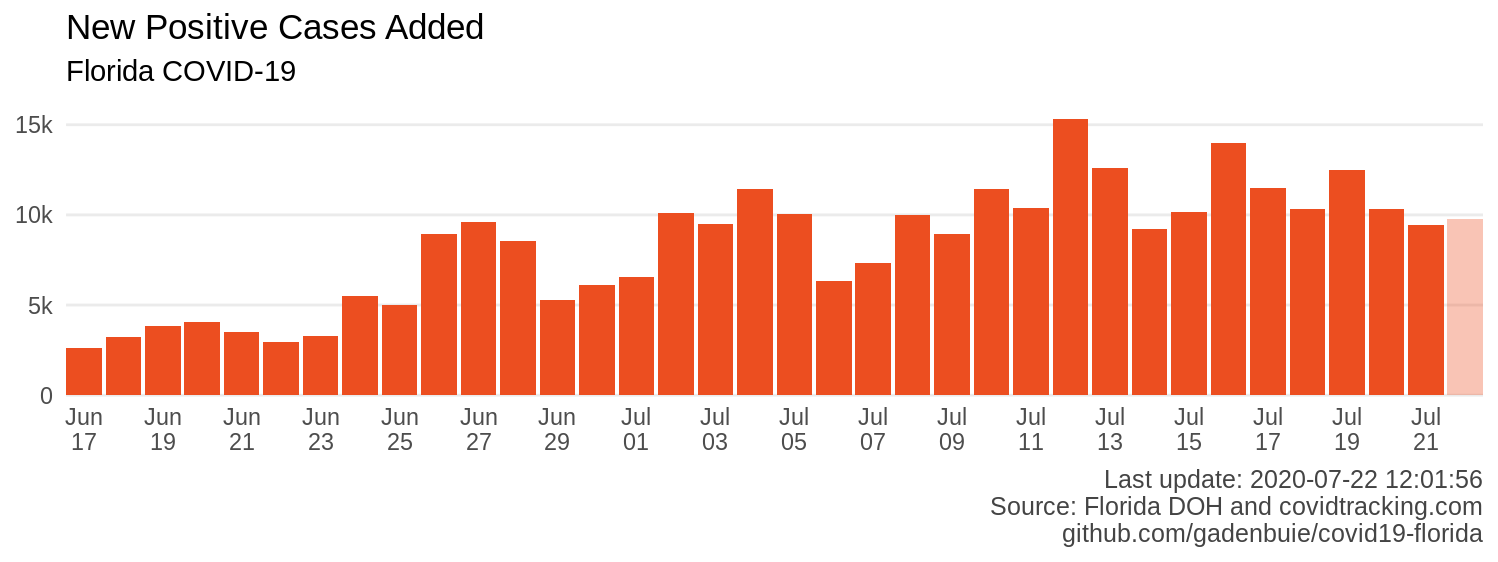 New Positive Cases Added
Florida COVID-19
15k
10k
5k
0
Jun Jun Jun Jun Jun Jun Jun Jul Jul Jul Jul Jul Jul Jul Jul Jul Jul Jul
17 19 21 23 25 27 29 01 03 05 07 09 11 13 15 17 19 21
Last update: 2020-07-22 12:01:56
Source: Florida DOH and covidtracking.com
github.com/gadenbuie/covid19-florida